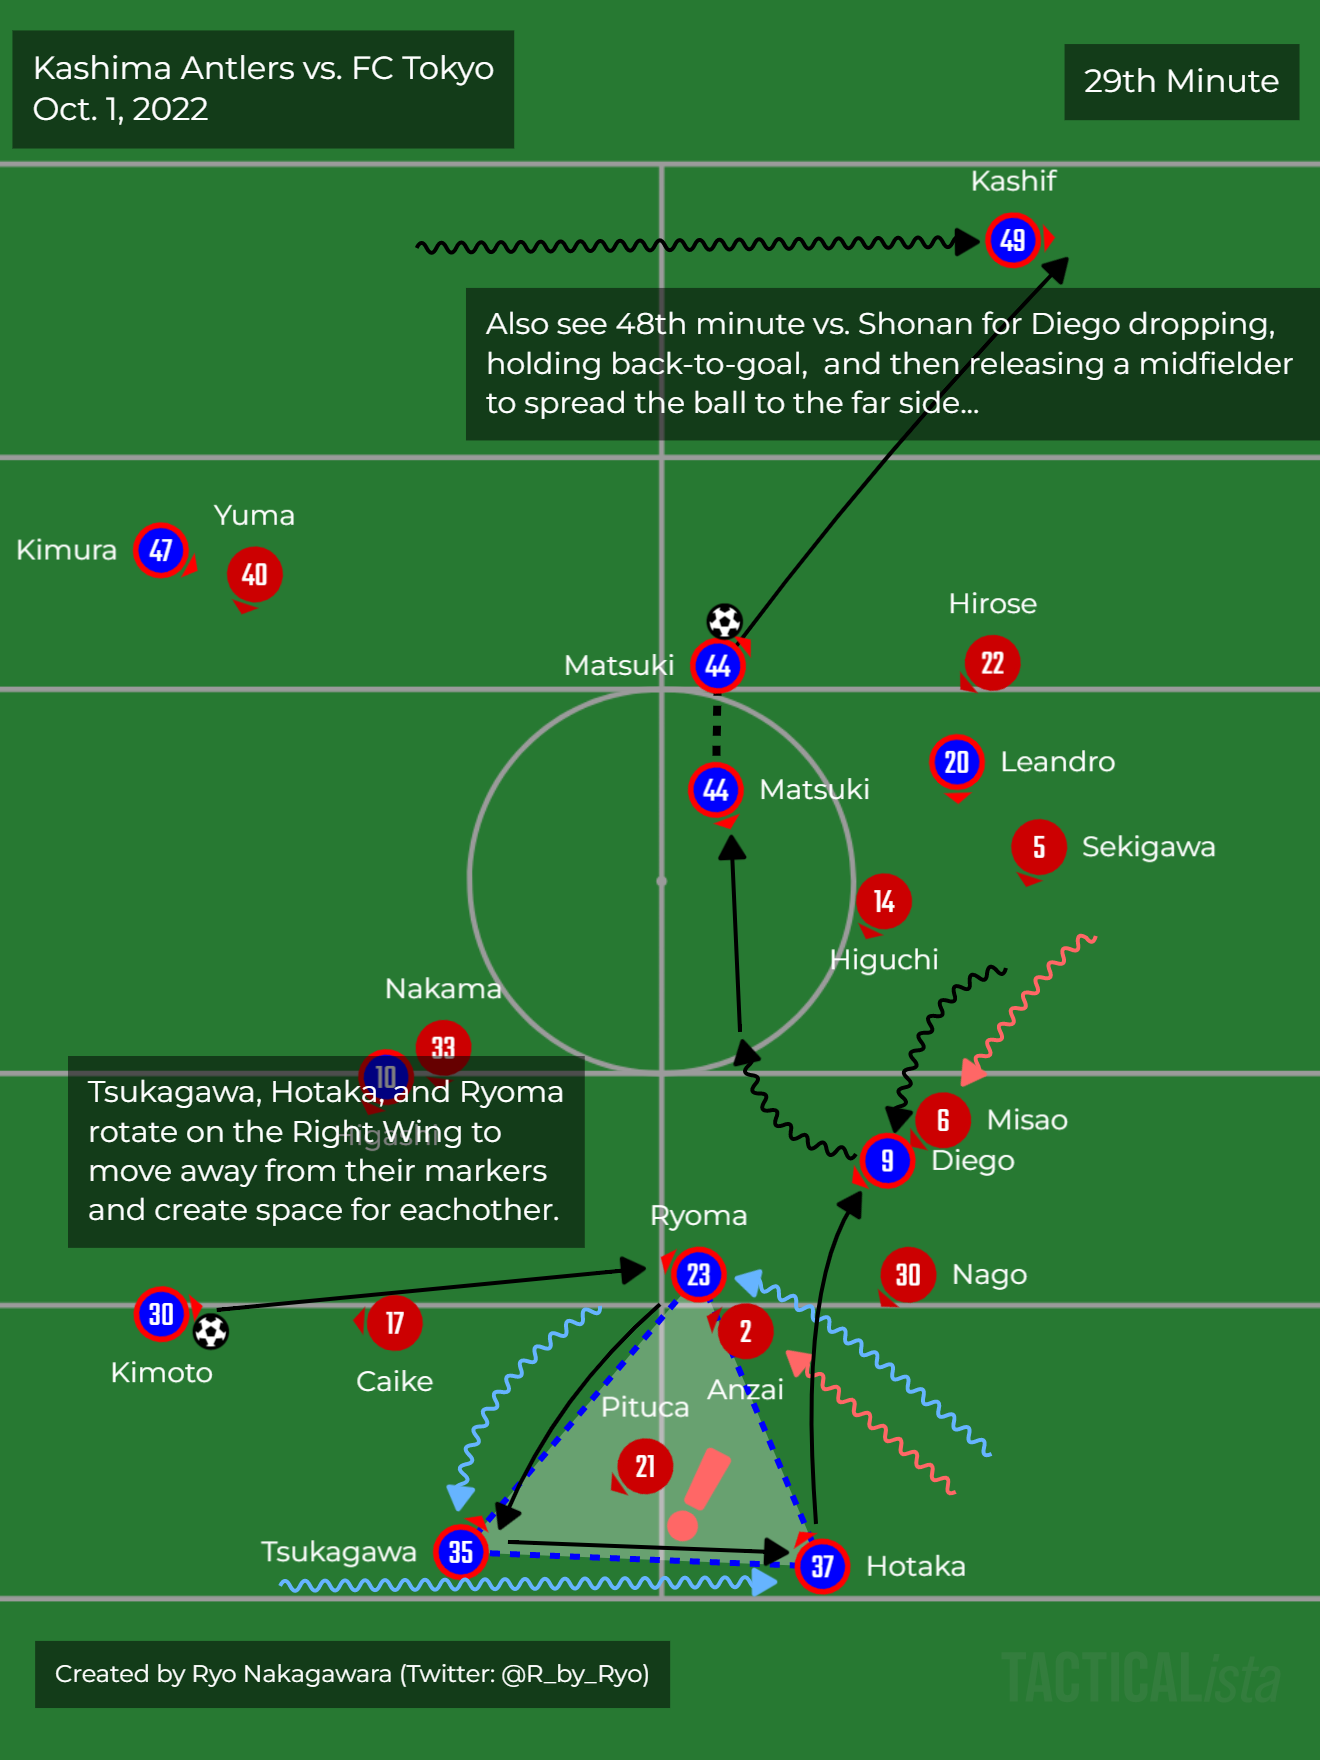 Kashima Antlers vs. FC Tokyo
Oct. 1, 2022
29th Minute
Kashif
49
Also see 48th minute vs. Shonan for Diego dropping,
holding back-to-goal,  and then releasing a midfielder
to spread the ball to the far side...
Yuma
Kimura
47
40
Hirose
Matsuki
44
22
20
Leandro
44
Matsuki
5
Sekigawa
14
Higuchi
Nakama
33
10
Higashi
Tsukagawa, Hotaka, and Ryoma
rotate on the Right Wing to
move away from their markers
and create space for eachother.
6
Misao
9
Diego
Ryoma
23
30
Nago
30
Kimoto
17
Caike
2
Anzai
Pituca
21
Tsukagawa
35
37
Hotaka
Created by Ryo Nakagawara (Twitter: @R_by_Ryo)
TACTICALista